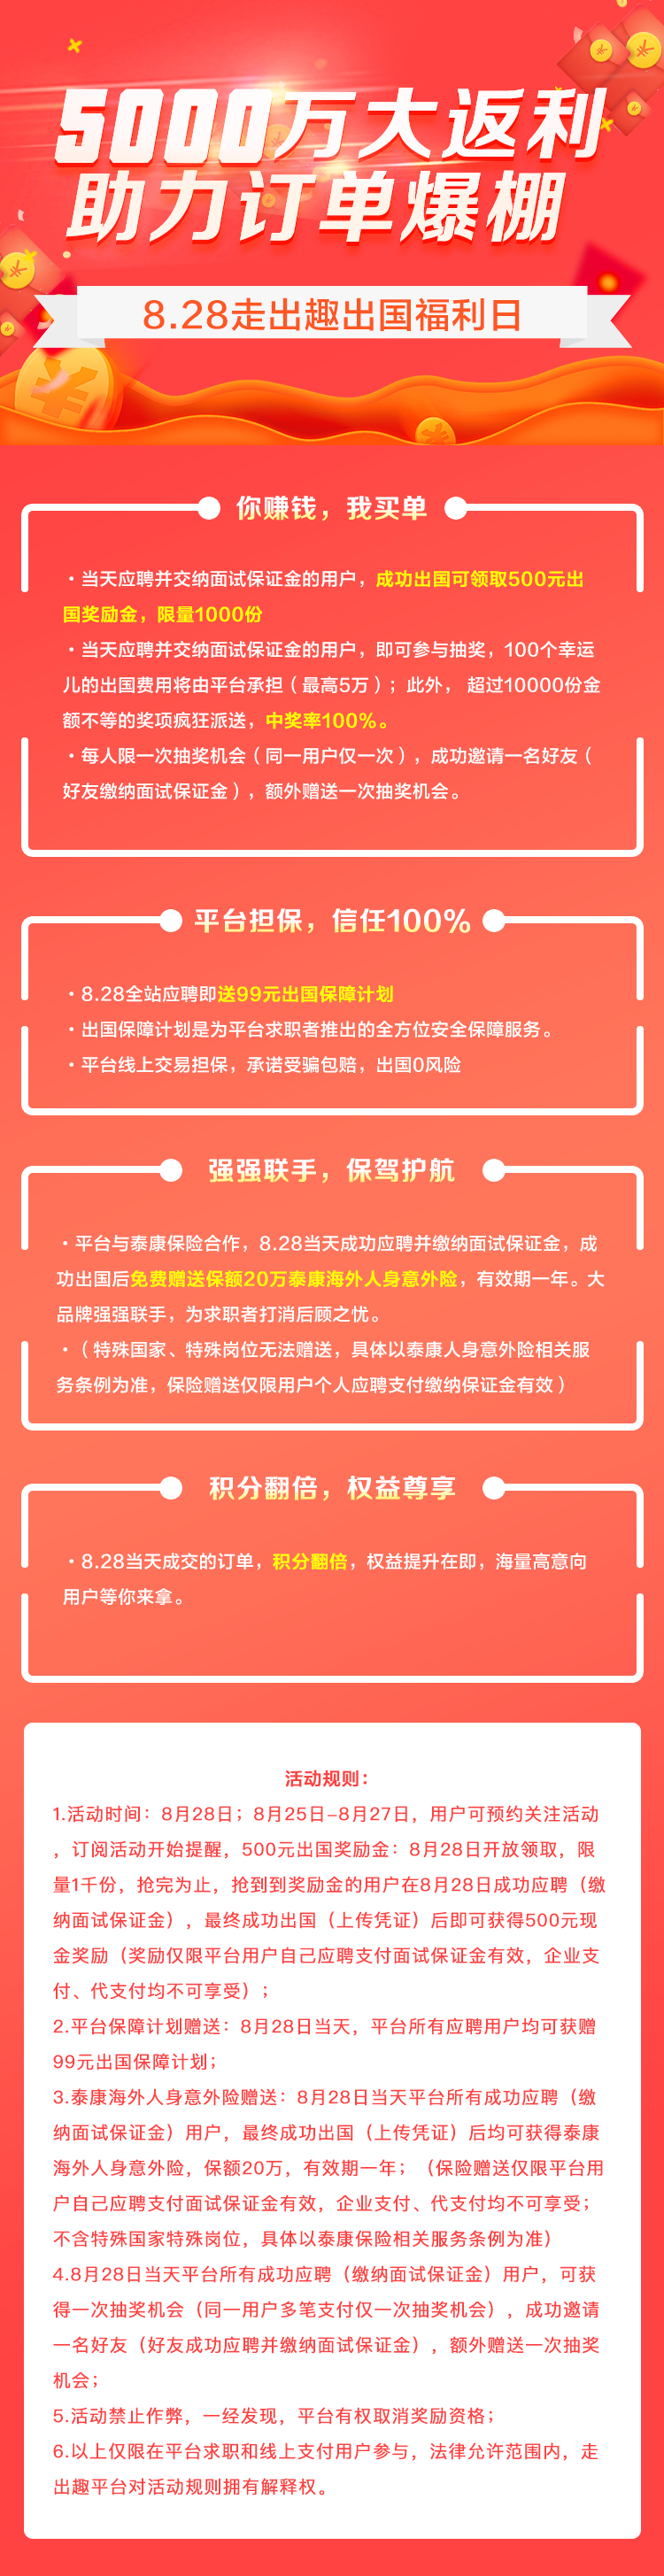 5000万大返利
助力订单爆棚
8.28走出趣出国福利日
你赚钱，我买单
·当天应聘并交纳面试保证金的用户，成功出国可领取500元出
国奖励金，限量1000份
·当天应聘并交纳面试保证金的用户，即可参与抽奖，100个幸运
儿的出国费用将由平台承担（最高5万）；此外， 超过10000份金
额不等的奖项疯狂派送，中奖率100%。
·每人限一次抽奖机会（同一用户仅一次），成功邀请一名好友（
好友缴纳面试保证金），额外赠送一次抽奖机会。
平台担保，信任100%
·8.28全站应聘即送99元出国保障计划
·出国保障计划是为平台求职者推出的全方位安全保障服务。
·平台线上交易担保，承诺受骗包赔，出国0风险
强强联手，保驾护航
·平台与泰康保险合作，8.28当天成功应聘并缴纳面试保证金，成
功出国后免费赠送保额20万泰康海外人身意外险，有效期一年。大
品牌强强联手，为求职者打消后顾之忧。
·（特殊国家、特殊岗位无法赠送，具体以泰康人身意外险相关服
务条例为准，保险赠送仅限用户个人应聘支付缴纳保证金有效）
积分翻倍，权益尊享
·8.28当天成交的订单，积分翻倍，权益提升在即，海量高意向
用户等你来拿。
活动规则：
1.活动时间：8月28日；8月25日-8月27日，用户可预约关注活动
，订阅活动开始提醒，500元出国奖励金：8月28日开放领取，限
量1千份，抢完为止，抢到到奖励金的用户在8月28日成功应聘（缴
纳面试保证金），最终成功出国（上传凭证）后即可获得500元现
金奖励（奖励仅限平台用户自己应聘支付面试保证金有效，企业支
付、代支付均不可享受）；
2.平台保障计划赠送：8月28日当天，平台所有应聘用户均可获赠
99元出国保障计划；
3.泰康海外人身意外险赠送：8月28日当天平台所有成功应聘（缴
纳面试保证金）用户，最终成功出国（上传凭证）后均可获得泰康
海外人身意外险，保额20万，有效期一年；（保险赠送仅限平台用
户自己应聘支付面试保证金有效，企业支付、代支付均不可享受；
不含特殊国家特殊岗位，具体以泰康保险相关服务条例为准）
4.8月28日当天平台所有成功应聘（缴纳面试保证金）用户，可获
得一次抽奖机会（同一用户多笔支付仅一次抽奖机会），成功邀请
一名好友（好友成功应聘并缴纳面试保证金），额外赠送一次抽奖
机会；
5.活动禁止作弊，一经发现，平台有权取消奖励资格；
6.以上仅限在平台求职和线上支付用户参与，法律允许范围内，走
出趣平台对活动规则拥有解释权。